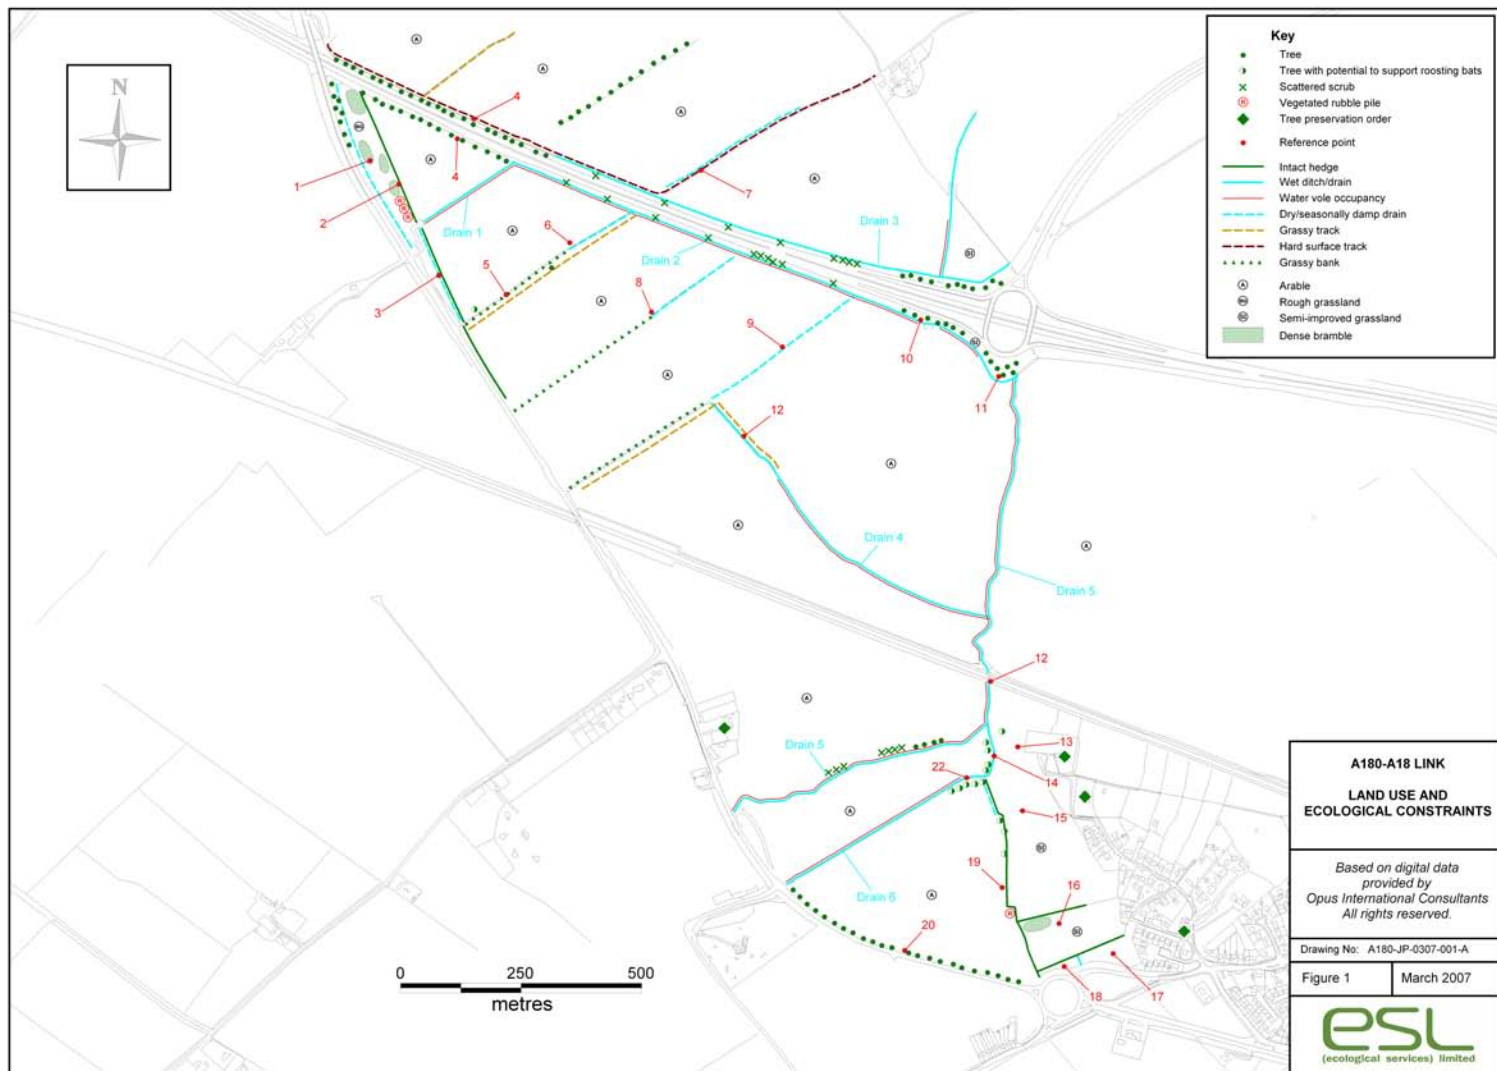 N
Key
Tree
Tree with potential to support roosting bats
Scattered scrub
Vegetated rubble pile
Tree preservation order
Reference point
Intact hedge
Wet ditch/drain
Water vole occupancy
Dry/seasonally damp drain
Grassy track
Hard surface track
Grassy bank
Arable
Rough grassland
Semi-improved grassland
Dense bramble
A
A
4
A
4
1
A
7
2
A
Drain 1
A
6
Drain 3
Drain 2
3
5
A
8
9
10
A
11
12
A
A
Drain 4
A
Drain 5
12
A
13
Drain 5
14
22
A
15
19
16
A
Drain 6
20
18
17
0 250 500
metres
A180-A18 LINK
LAND USE AND
ECOLOGICAL CONSTRAINTS
Based on digital data
provided by
Opus International Consultants
All rights reserved.
Drawing No: A180-JP-0307-001-A
Figure 1
March 2007
esl
(ecological services) limited